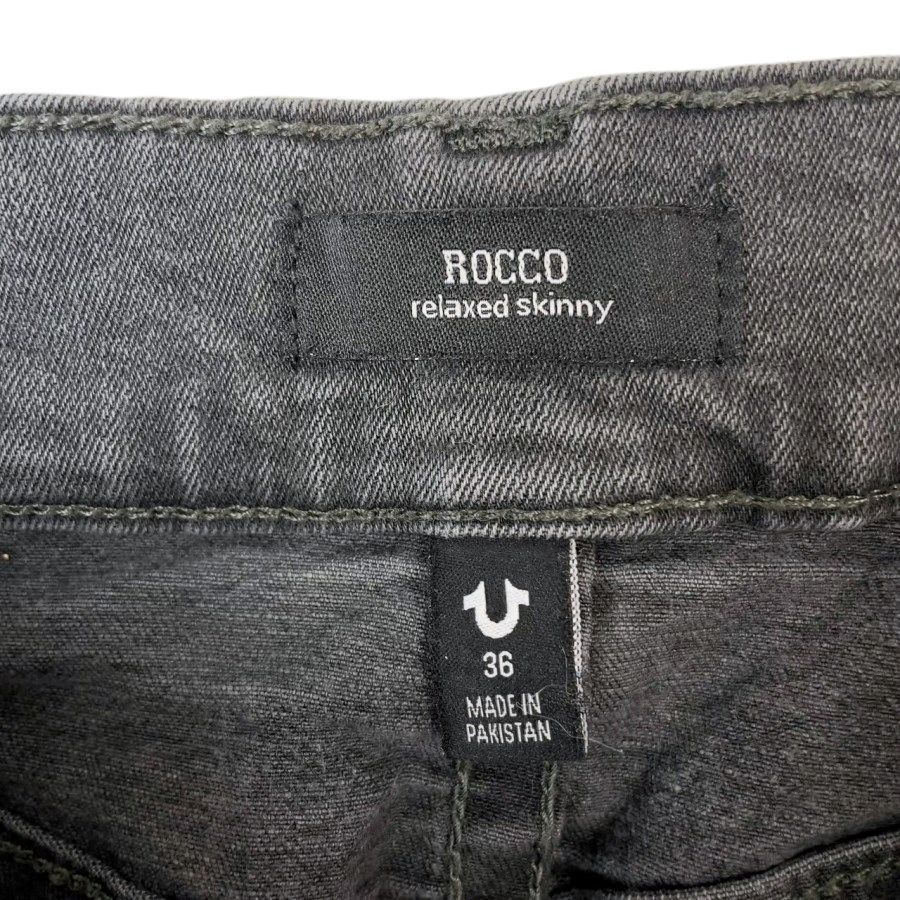 ROCCO
relaxed skinny
36
MADE IN
PAKISTAN